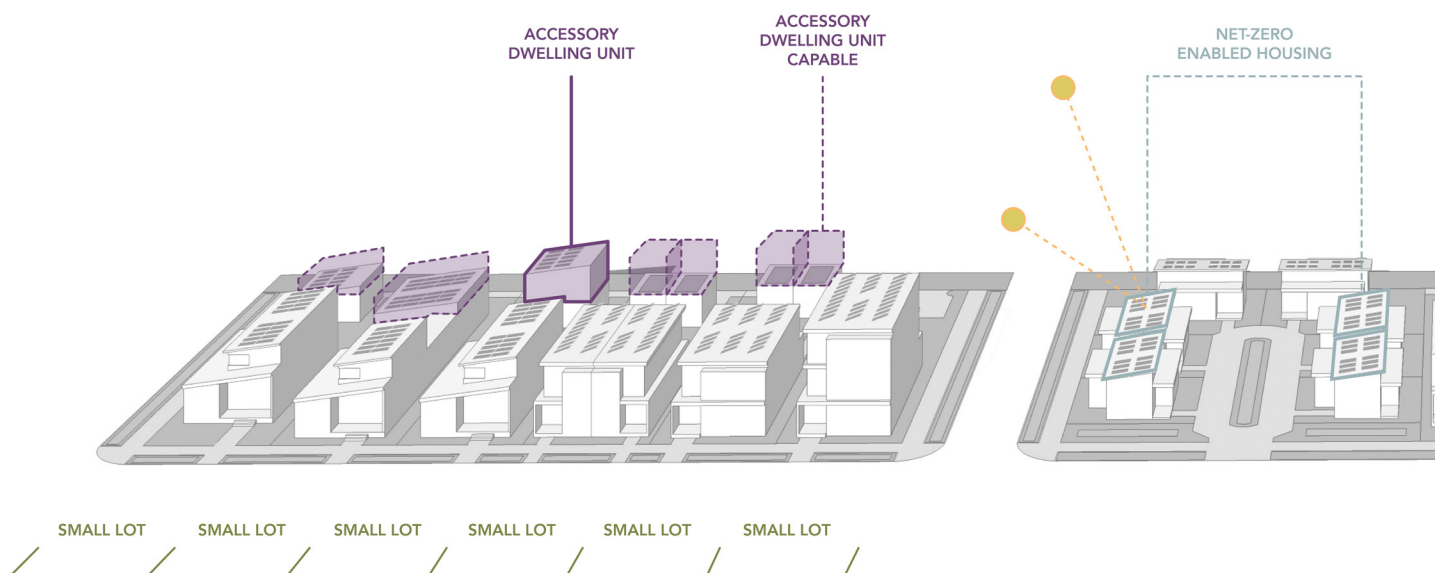 ACCESSORY
DWELLING UNIT
ACCESSORY
DWELLING UNIT
CAPABLE
NET-ZERO
ENABLED HOUSING
SMALL LOT
SMALL LOT
SMALL LOT
SMALL LOT
SMALL LOT
SMALL LOT